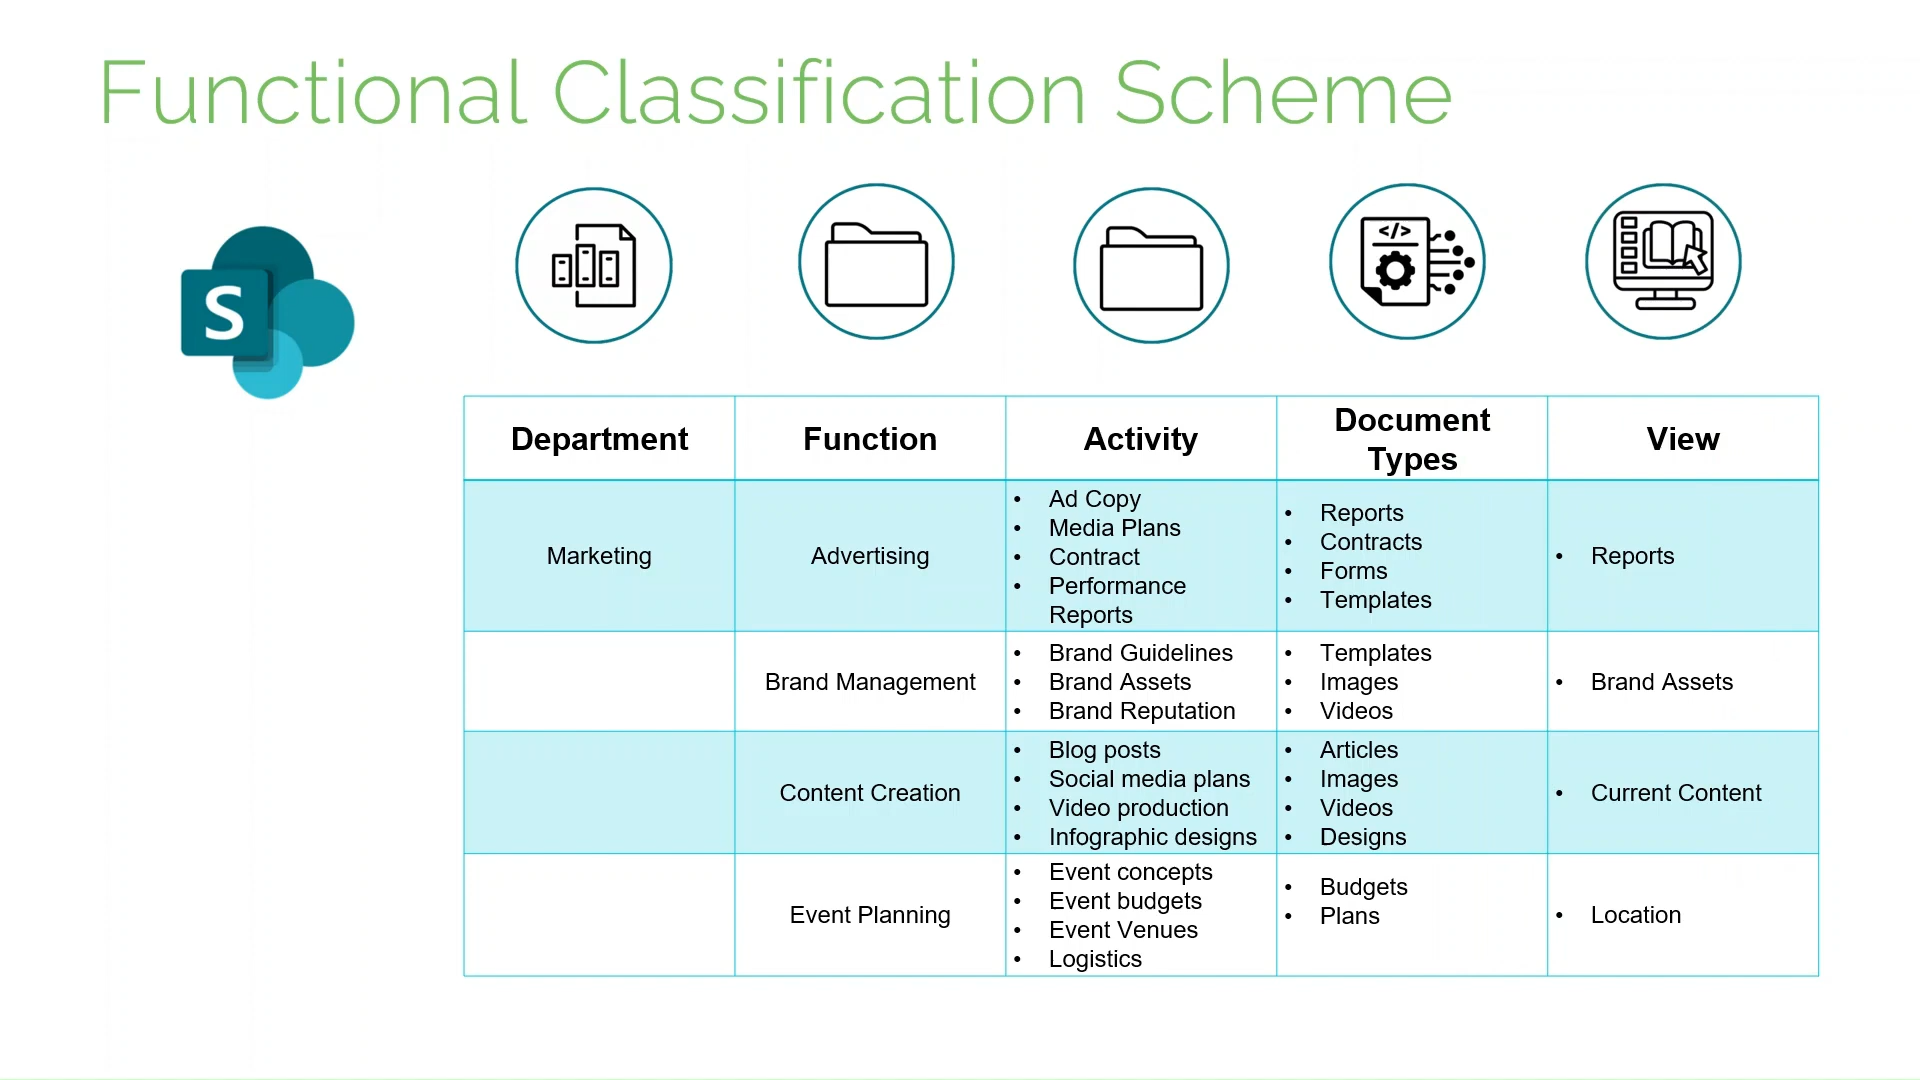 Functional Classification Scheme
S
</>
Department
Function
Activity
Document
Types
View
Marketing
Advertising
• Ad Copy
• Media Plans
• Contract
• Performance
Reports
• Reports
• Contracts
• Forms
• Templates
• Reports
Brand Management
• Brand Guidelines
• Brand Assets
• Brand Reputation
• Templates
• Images
• Videos
• Brand Assets
Content Creation
• Blog posts
• Social media plans
• Video production
• Infographic designs
• Articles
• Images
• Videos
• Designs
• Current Content
Event Planning
• Event concepts
• Event budgets
• Event Venues
• Logistics
• Budgets
• Plans
• Location